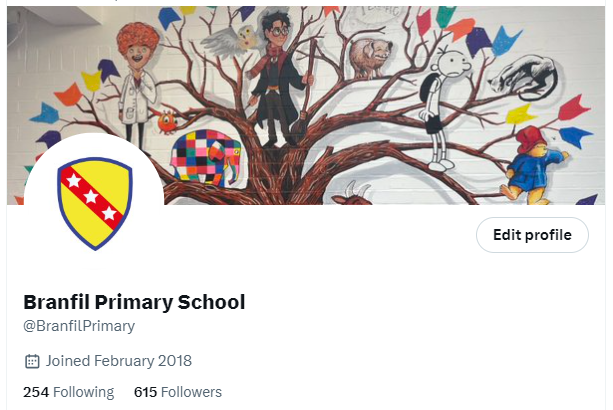 Edit profile
Branfil Primary School
@BranfilPrimary
Joined February 2018
254 Following 615 Followers